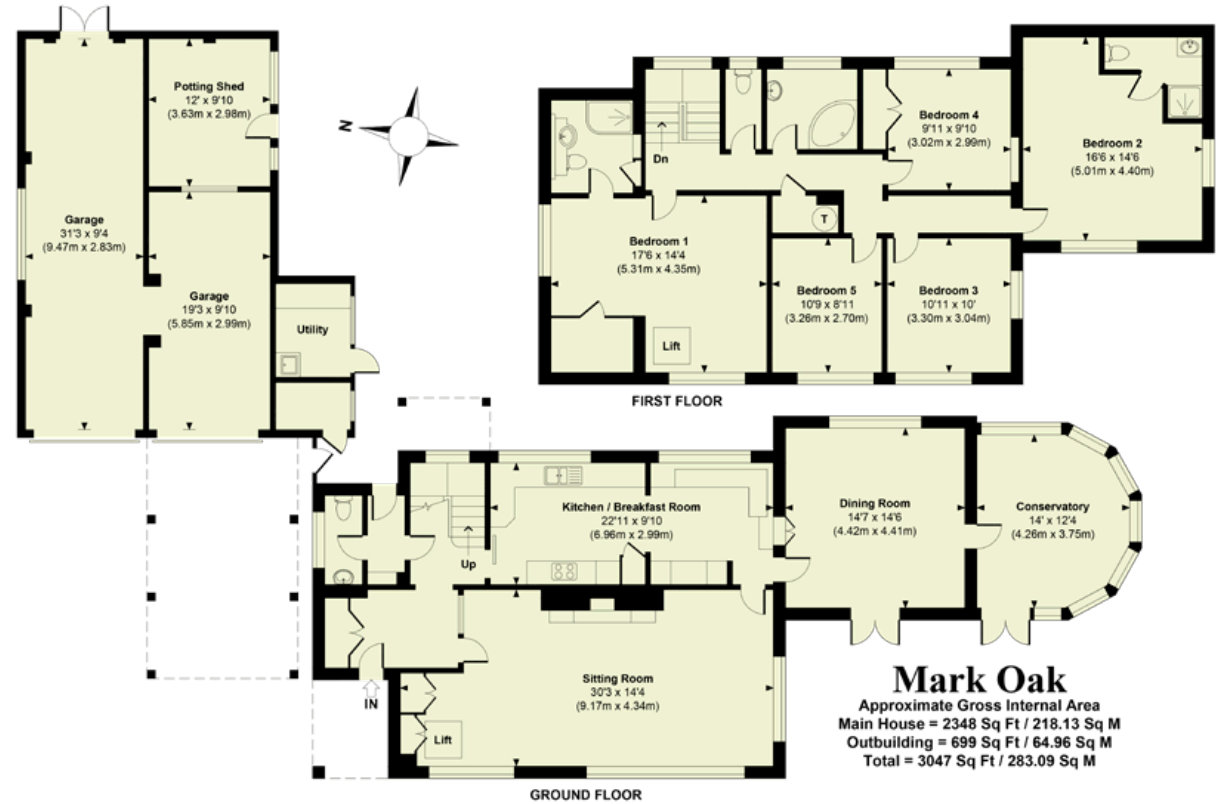 Potting Shed
12' x 9'10
(3.63m x 2.98m)
Garage
31'3 x 9'4
(9.47m x 2.83m)
Garage
19'3 x 9'10
(5.85m x 2.99m)
Utility
N
Dn
T
Bedroom 4
9'11 x 9'10
(3.02m x 2.99m)
Bedroom 2
16'6 x 14'6
(5.01m x 4.40m)
Bedroom 1
17'6 x 14'4
(5.31m x 4.35m)
Lift
Bedroom 5
10'9 x 8'11
(3.26m x 2.70m)
Bedroom 3
10'11 x 10'
(3.30m x 3.04m)
FIRST FLOOR
Up
Kitchen / Breakfast Room
22'11 x 9'10
(6.96m x 2.99m)
Dining Room
14'7 x 14'6
(4.42m x 4.41m)
Conservatory
14' x 12'4
(4.26m x 3.75m)
IN
Sitting Room
30'3 x 14'4
(9.17m x 4.34m)
Lift
GROUND FLOOR
Mark Oak
Approximate Gross Internal Area
Main House = 2348 Sq Ft / 218.13 Sq M
Outbuilding = 699 Sq Ft / 64.96 Sq M
Total = 3047 Sq Ft / 283.09 Sq M